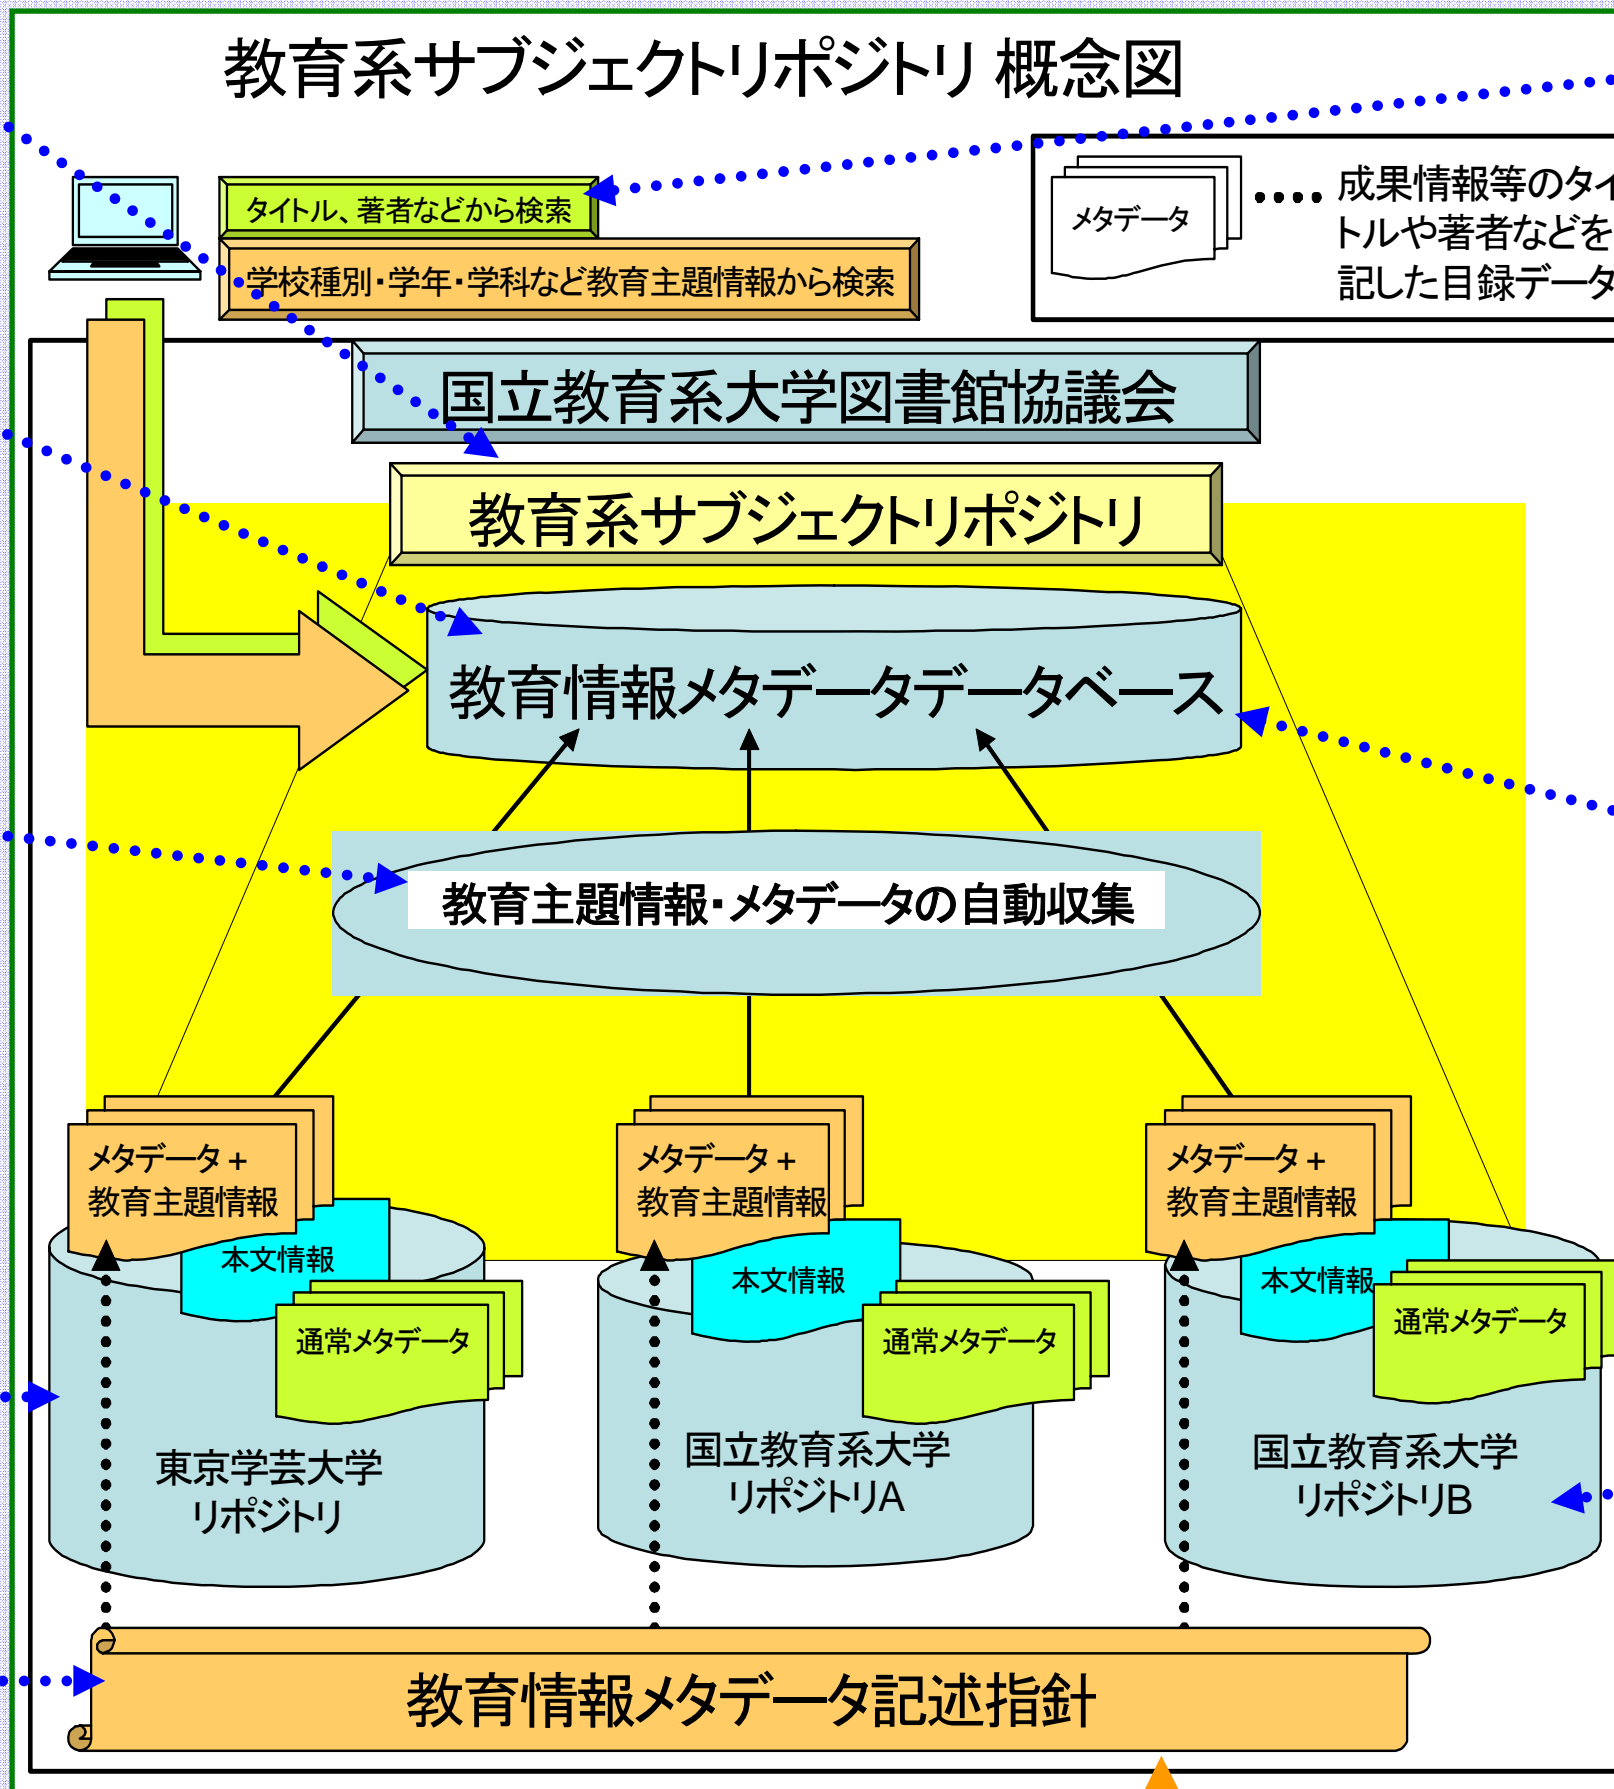 教育系サブジェクトリポジトリ 概念図
タイトル、著者などから検索
学校種別・学年・学科など教育主題情報から検索
メタデータ
成果情報等のタイ
トルや著者などを
記した目録データ
国立教育系大学図書館協議会
教育系サブジェクトリポジトリ
教育情報メタデータデータベース
教育主題情報・メタデータの自動収集
メタデータ+
教育主題情報
本文情報
通常メタデータ
東京学芸大学
リポジトリ
メタデータ+
教育主題情報
本文情報
通常メタデータ
国立教育系大学
リポジトリA
メタデータ+
教育主題情報
本文情報
通常メタデータ
国立教育系大学
リポジトリB
教育情報メタデータ記述指針